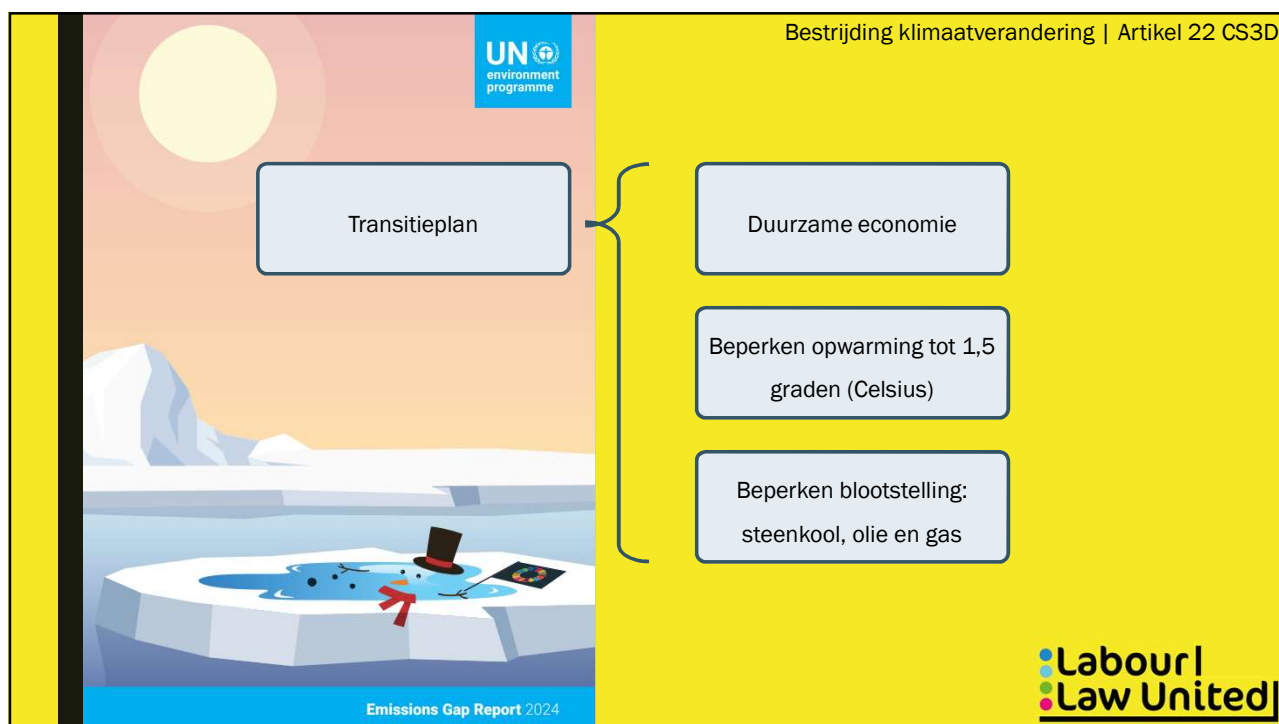 Bestrijding klimaatverandering | Artikel 22 CS3D
UN
environment
programme
Transitieplan
Duurzame economie
Beperken opwarming tot 1,5
graden (Celsius)
Beperken blootstelling:
steenkool, olie en gas
Emissions Gap Report 2024
Labour|
Law United|